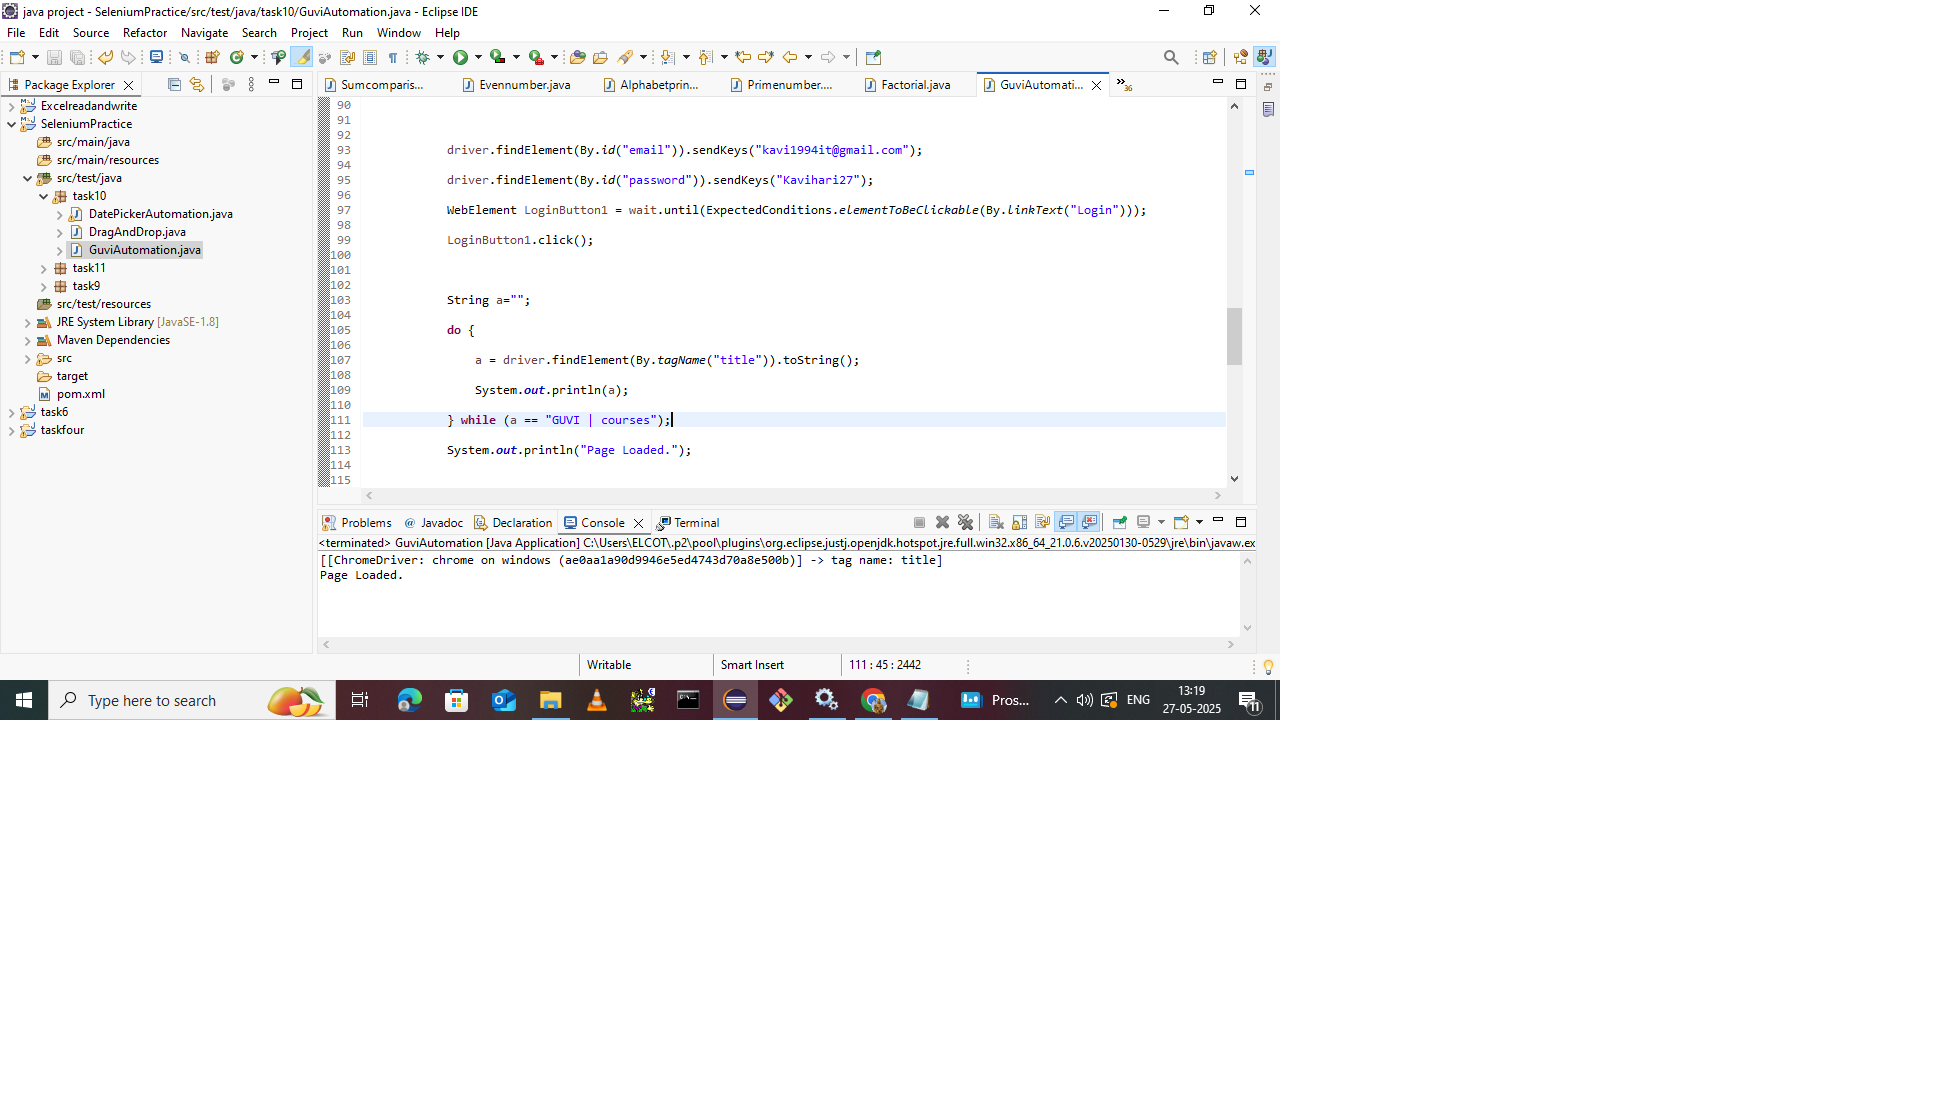 java project - SeleniumPractice/src/test/java/task10/GuviAutomation.java - Eclipse IDE
File Edit Source Refactor Navigate Search Project Run Window Help
Package Explorer
Sumcomparis... Evennumber.java Alphabetprin... Primenumber.... Factorial.java GuviAutomati... 36
Excelreadandwrite
SeleniumPractice
src/main/java
src/main/resources
src/test/java
task10
DatePickerAutomation.java
DragAndDrop.java
GuviAutomation.java
task11
task9
src/test/resources
JRE System Library [JavaSE-1.8]
Maven Dependencies
src
target
pom.xml
task6
taskfour
90
91
92
93 driver.findElement(By.id("email")).sendKeys("kavi1994it@gmail.com");
94
95 driver.findElement(By.id("password")).sendKeys("Kavihari27");
96
97 WebElement LoginButton1 = wait.until(ExpectedConditions.elementToBeClickable(By.linkText("Login")));
98
99 LoginButton1.click();
100
101
102
103 String a="";
104
105 do {
106
107 a = driver.findElement(By.tagName("title")).toString();
108
109 System.out.println(a);
110
111 } while (a == "GUVI | courses");
112
113 System.out.println("Page Loaded.");
114
115
Problems @ Javadoc Declaration Console Terminal
<terminated> GuviAutomation [Java Application] C:\Users\ELCOT\.p2\pool\plugins\org.eclipse.justj.openjdk.hotspot.jre.full.win32.x86_64_21.0.6.v20250130-0529\jre\bin\javaw.ex
[[ChromeDriver: chrome on windows (ae0aa1a90d9946e5ed4743d70a8e500b)] -> tag name: title]
Page Loaded.
Writable Smart Insert 111 : 45 : 2442
Type here to search
Pros... ENG 13:19
27-05-2025 11